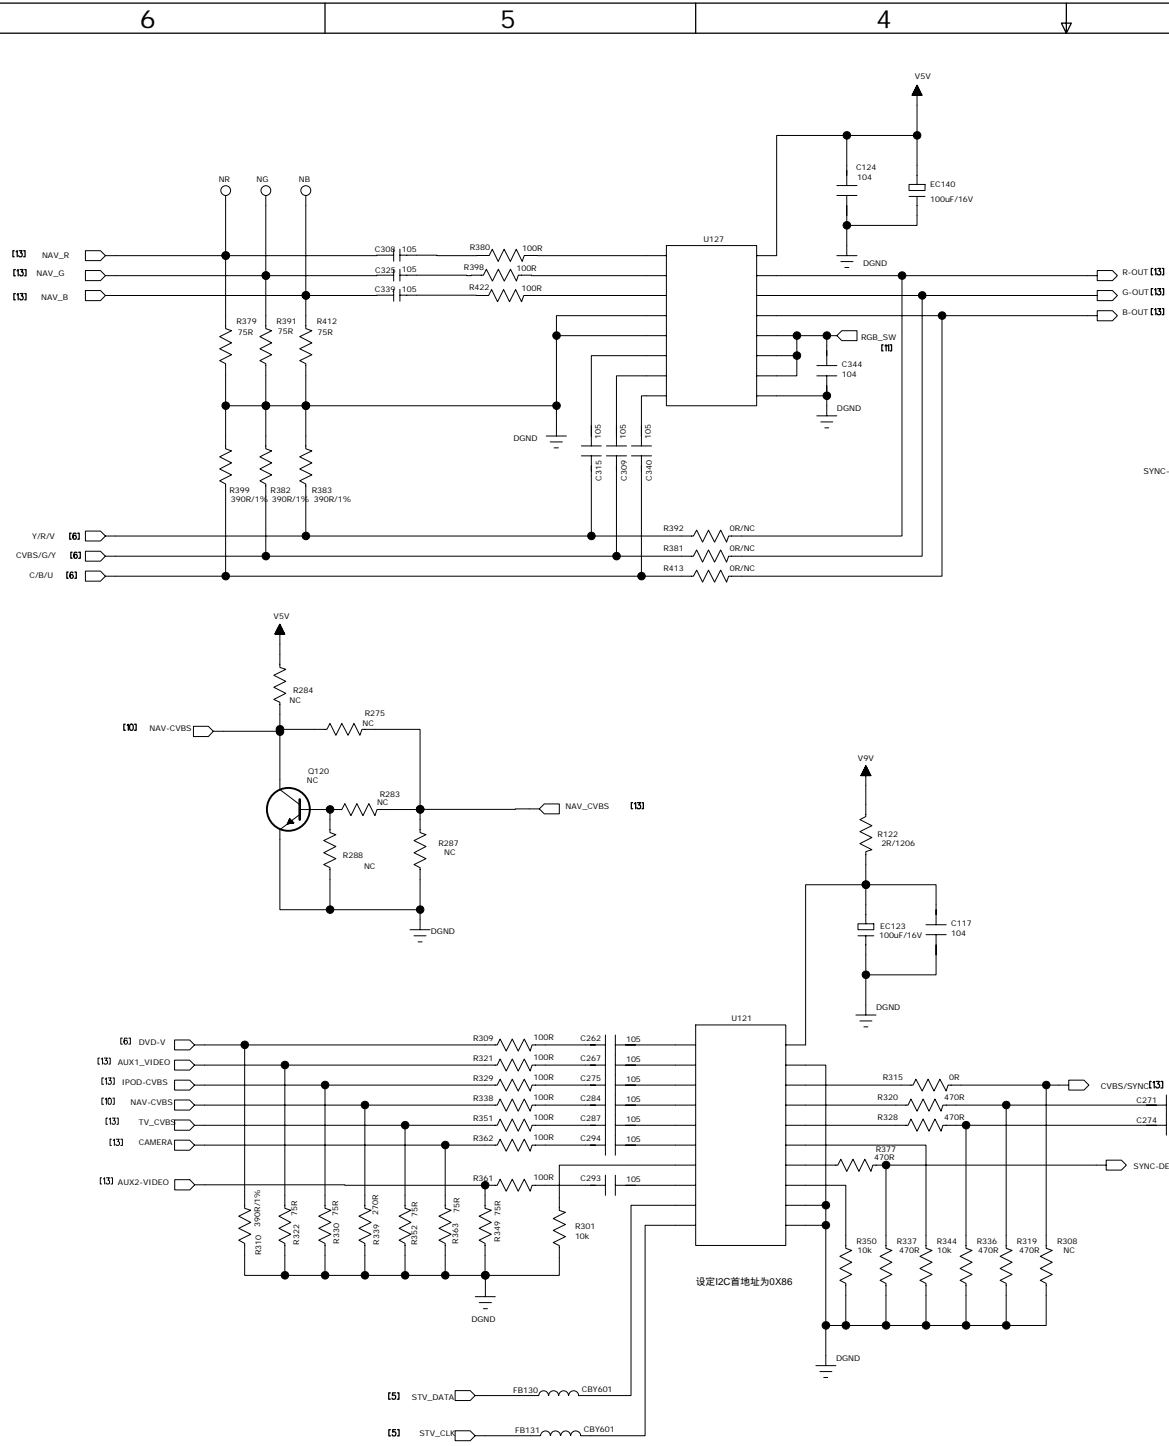 6 5 4
V5V
C124
104
EC140
100uF/16V
DGND
NR NG NB
[13] NAV_R
[13] NAV_G
[13] NAV_B
C308 105 R380 100R
C325 105 R398 100R
C339 105 R422 100R
U127
R-OUT [13]
G-OUT [13]
B-OUT [13]
R379
75R
R391
75R
R412
75R
RGB_SW
[11]
C344
104
DGND
DGND
105 105 105
C315 C309 C340
R399
390R/1%
R382
390R/1%
R383
390R/1%
SYNC-
Y/R/V [6]
CVBS/G/Y [6]
C/B/U [6]
R392 0R/NC
R381 0R/NC
R413 0R/NC
V5V
R284
NC
[10] NAV-CVBS
R275
NC
Q120
NC
R283
NC
NAV_CVBS [13]
R288
NC
R287
NC
DGND
V9V
R122
2R/1206
EC123
100uF/16V
C117
104
DGND
U121
[6] DVD-V R309 100R C262 105
[13] AUX1_VIDEO R321 100R C267 105
[13] IPOD-CVBS R329 100R C275 105
[10] NAV-CVBS R338 100R C284 105
[13] TV_CVBS R351 100R C287 105
[13] CAMERA R362 100R C294 105
[13] AUX2-VIDEO R361 100R C293 105
R315 0R CVBS/SYNC [13]
R320 470R C271
R328 470R C274
R377
470R
SYNC-DE
R310 390R/1%
R322 75R
R330 75R
R339 270R
R352 75R
R363 75R
R349 75R
R301
10k
R350
10k
R337
470R
R344
10k
R336
470R
R319
470R
R308
NC
设定I2C首地址为0X86
DGND
DGND
[5] STV_DATA FB130 CBY601
[5] STV_CLK FB131 CBY601